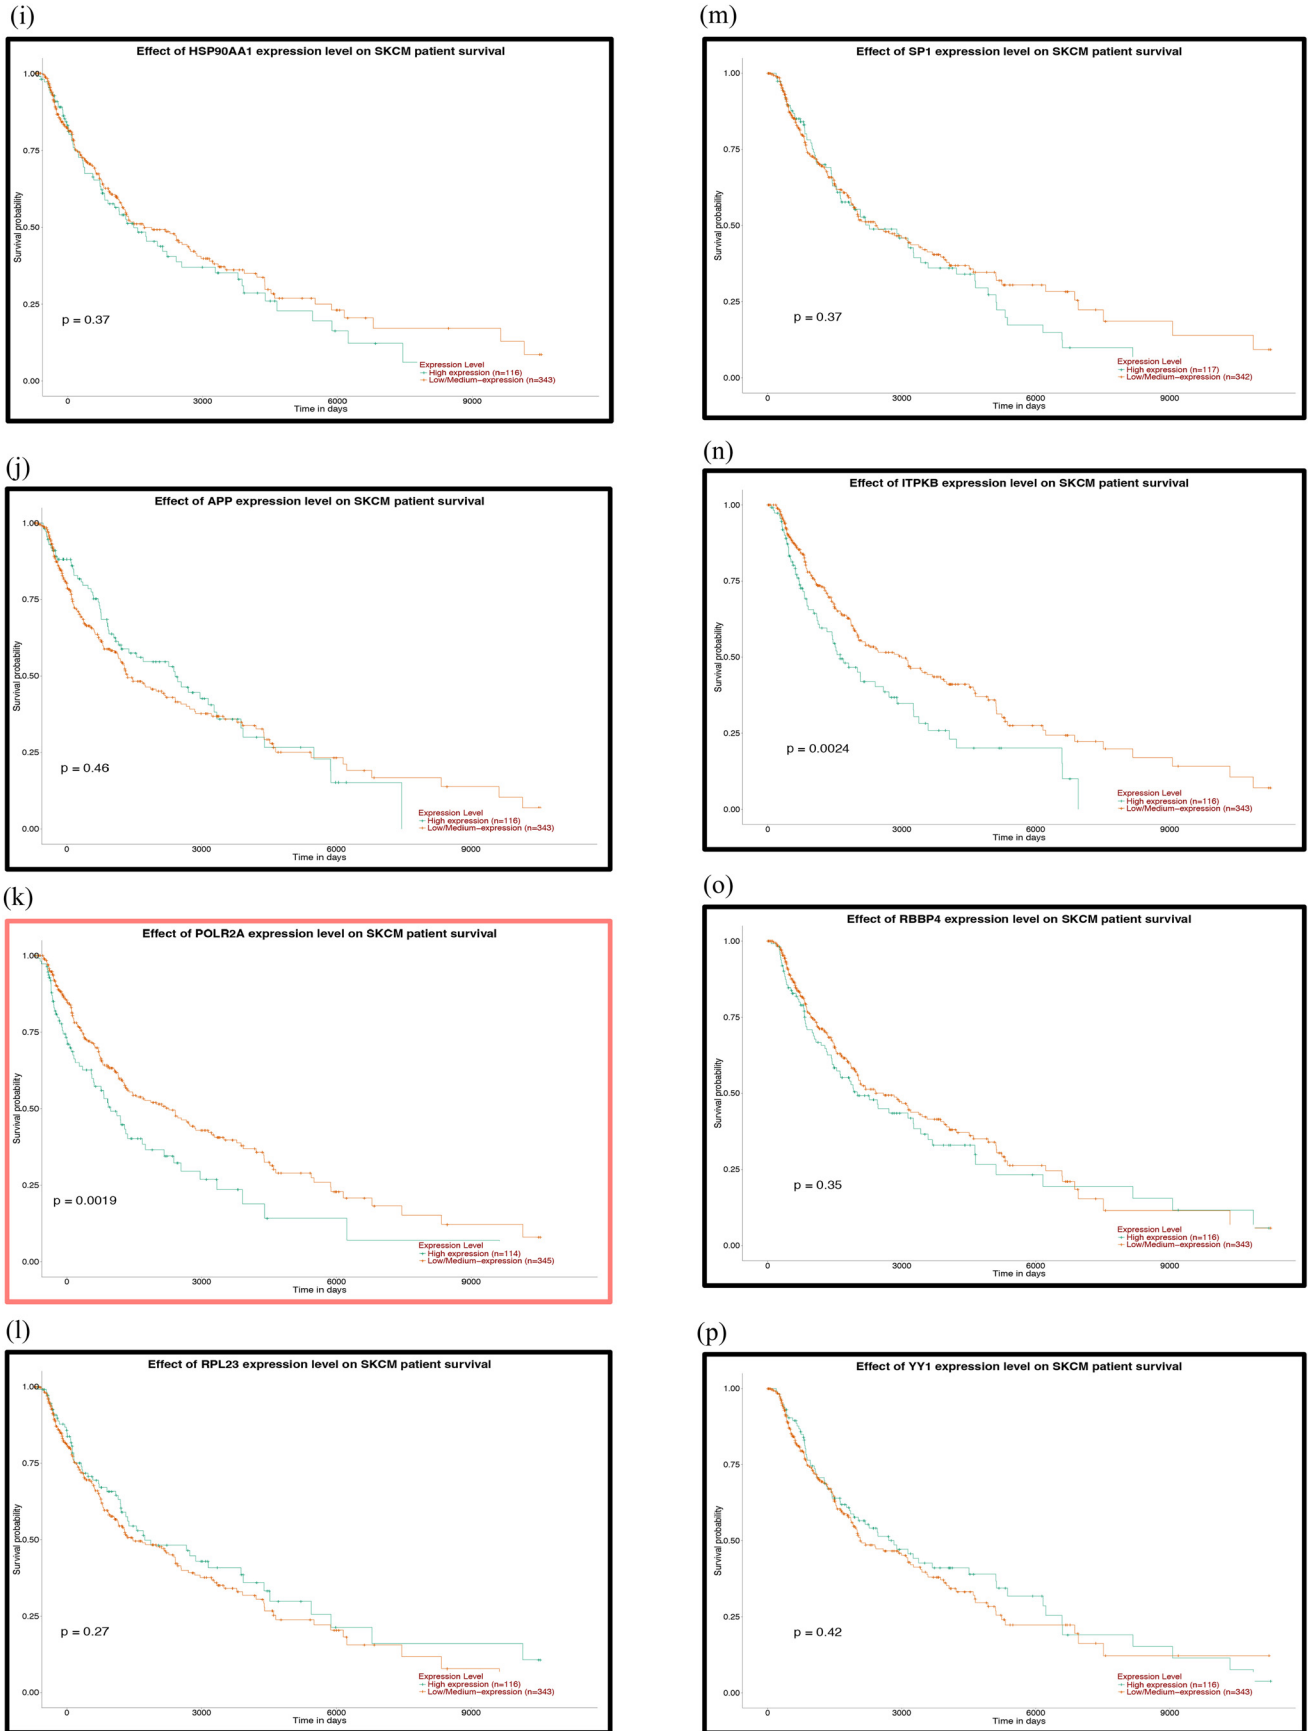 (i)
Effect of HSP90AA1 expression level on SKCM patient survival
1.00
0.75
0.50
0.25
0.00
Survival probability
p = 0.37
Expression Level
High expression (n=116)
Low/Medium-expression (n=343)
0 3000 6000 9000
Time in days
(m)
Effect of SP1 expression level on SKCM patient survival
1.00
0.75
0.50
0.25
0.00
Survival probability
p = 0.37
Expression Level
High expression (n=117)
Low/Medium-expression (n=342)
0 3000 6000 9000
Time in days
(j)
Effect of APP expression level on SKCM patient survival
1.00
0.75
0.50
0.25
0.00
Survival probability
p = 0.46
Expression Level
High expression (n=116)
Low/Medium-expression (n=343)
0 3000 6000 9000
Time in days
(n)
Effect of ITPKB expression level on SKCM patient survival
1.00
0.75
0.50
0.25
0.00
Survival probability
p = 0.0024
Expression Level
High expression (n=116)
Low/Medium-expression (n=343)
0 3000 6000 9000
Time in days
(k)
Effect of POLR2A expression level on SKCM patient survival
1.00
0.75
0.50
0.25
0.00
Survival probability
p = 0.0019
Expression Level
High expression (n=114)
Low/Medium-expression (n=345)
0 3000 6000 9000
Time in days
(o)
Effect of RBBP4 expression level on SKCM patient survival
1.00
0.75
0.50
0.25
0.00
Survival probability
p = 0.35
Expression Level
High expression (n=116)
Low/Medium-expression (n=343)
0 3000 6000 9000
Time in days
(l)
Effect of RPL23 expression level on SKCM patient survival
1.00
0.75
0.50
0.25
0.00
Survival probability
p = 0.27
Expression Level
High expression (n=116)
Low/Medium-expression (n=343)
0 3000 6000 9000
Time in days
(p)
Effect of YY1 expression level on SKCM patient survival
1.00
0.75
0.50
0.25
0.00
Survival probability
p = 0.42
Expression Level
High expression (n=116)
Low/Medium-expression (n=343)
0 3000 6000 9000
Time in days